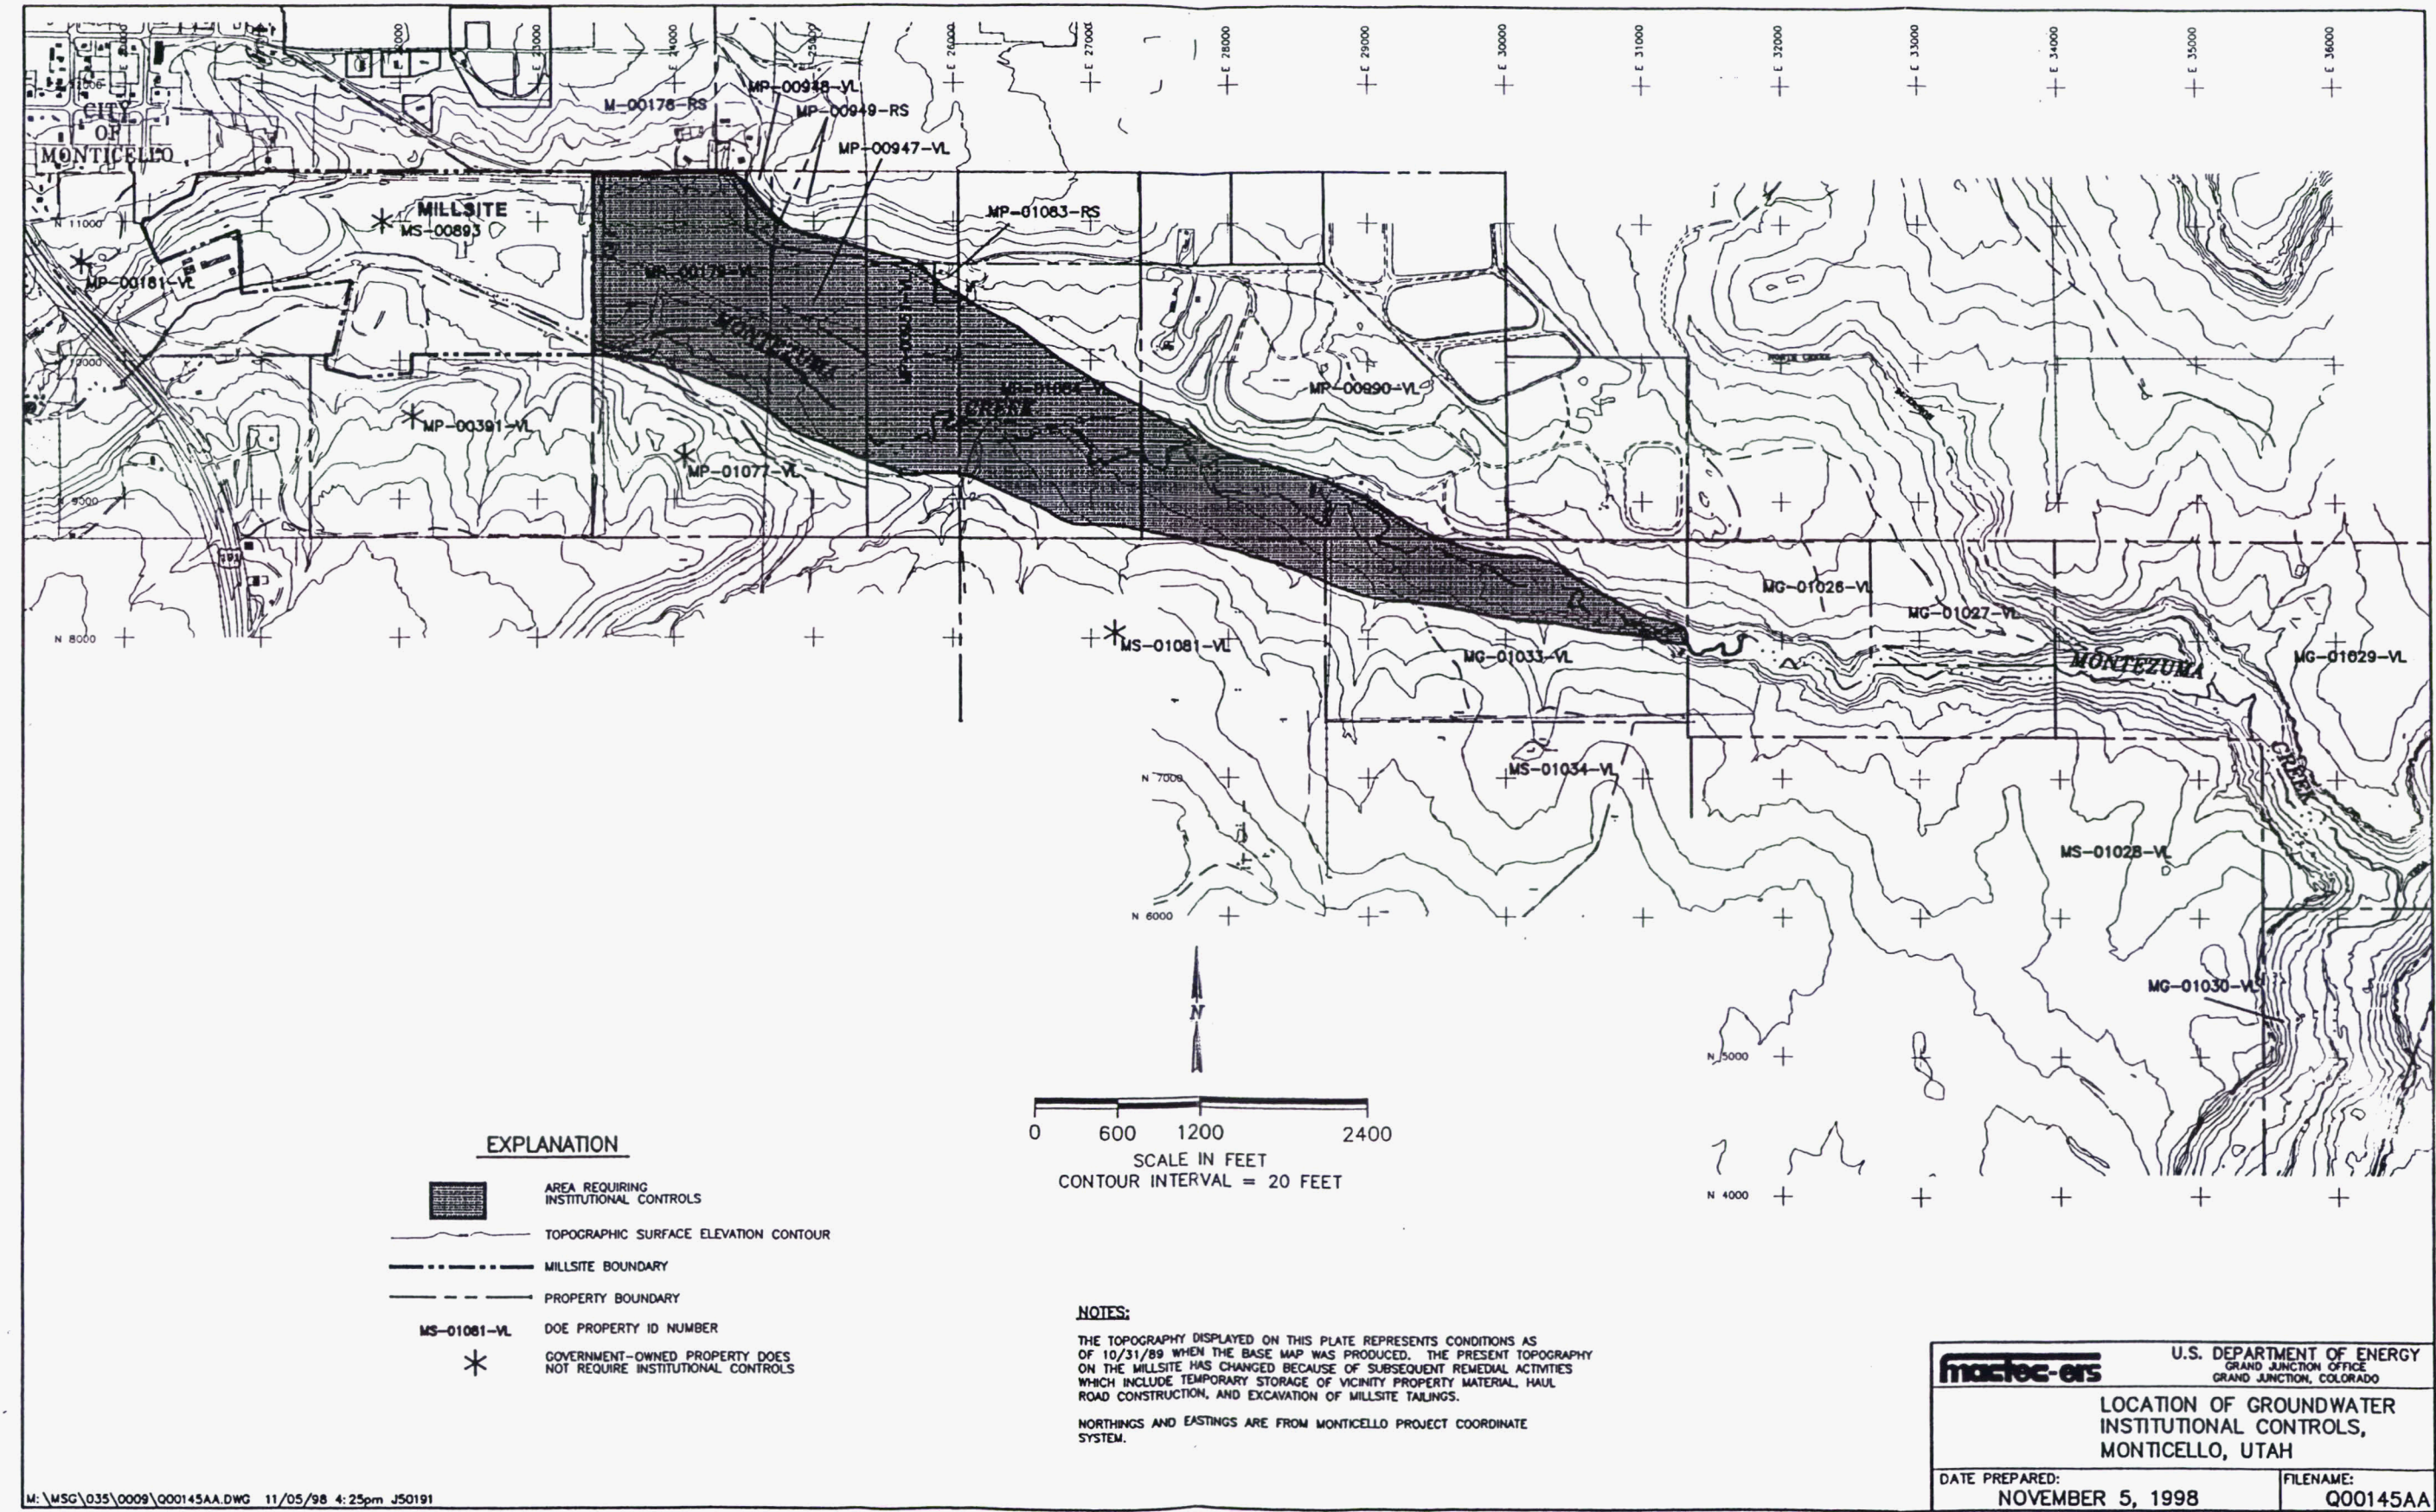 E 22000
E 23000
E 24000
E 25000
E 26000
E 27000
E 28000
E 29000
E 30000
E 31000
E 32000
E 33000
E 34000
E 35000
E 36000
CITY
OF
MONTICELLO
M-00178-RS
MP-00948-VL
MP-00949-RS
MP-00947-VL
MP-01083-RS
N 11000
MILLSITE
MS-00893
MP-00181-VL
MP-00179-VL
MONTEZUMA
CREEK
MP-01084-VL
MP-00990-VL
NORTH CREEK
MP-00391-VL
MP-01077-VL
N 9000
191
N 8000
MS-01081-VL
MG-01033-VL
MG-01026-VL
MG-01027-VL
MONTEZUMA
CREEK
MG-01029-VL
N 7000
MS-01034-VL
MS-01028-VL
N 6000
MG-01030-VL
N 5000
N 4000
N
0 600 1200 2400
SCALE IN FEET
CONTOUR INTERVAL = 20 FEET
EXPLANATION
AREA REQUIRING
INSTITUTIONAL CONTROLS
TOPOGRAPHIC SURFACE ELEVATION CONTOUR
MILLSITE BOUNDARY
PROPERTY BOUNDARY
MS-01081-VL DOE PROPERTY ID NUMBER
GOVERNMENT-OWNED PROPERTY DOES
NOT REQUIRE INSTITUTIONAL CONTROLS
NOTES:
THE TOPOGRAPHY DISPLAYED ON THIS PLATE REPRESENTS CONDITIONS AS
OF 10/31/89 WHEN THE BASE MAP WAS PRODUCED. THE PRESENT TOPOGRAPHY
ON THE MILLSITE HAS CHANGED BECAUSE OF SUBSEQUENT REMEDIAL ACTIVITIES
WHICH INCLUDE TEMPORARY STORAGE OF VICINITY PROPERTY MATERIAL, HAUL
ROAD CONSTRUCTION, AND EXCAVATION OF MILLSITE TAILINGS.
NORTHINGS AND EASTINGS ARE FROM MONTICELLO PROJECT COORDINATE
SYSTEM.
mactec-ers
U.S. DEPARTMENT OF ENERGY
GRAND JUNCTION OFFICE
GRAND JUNCTION, COLORADO
LOCATION OF GROUNDWATER
INSTITUTIONAL CONTROLS,
MONTICELLO, UTAH
DATE PREPARED:
NOVEMBER 5, 1998
FILENAME:
Q00145AA
M:\MSG\035\0009\Q00145AA.DWG 11/05/98 4:25pm J50191